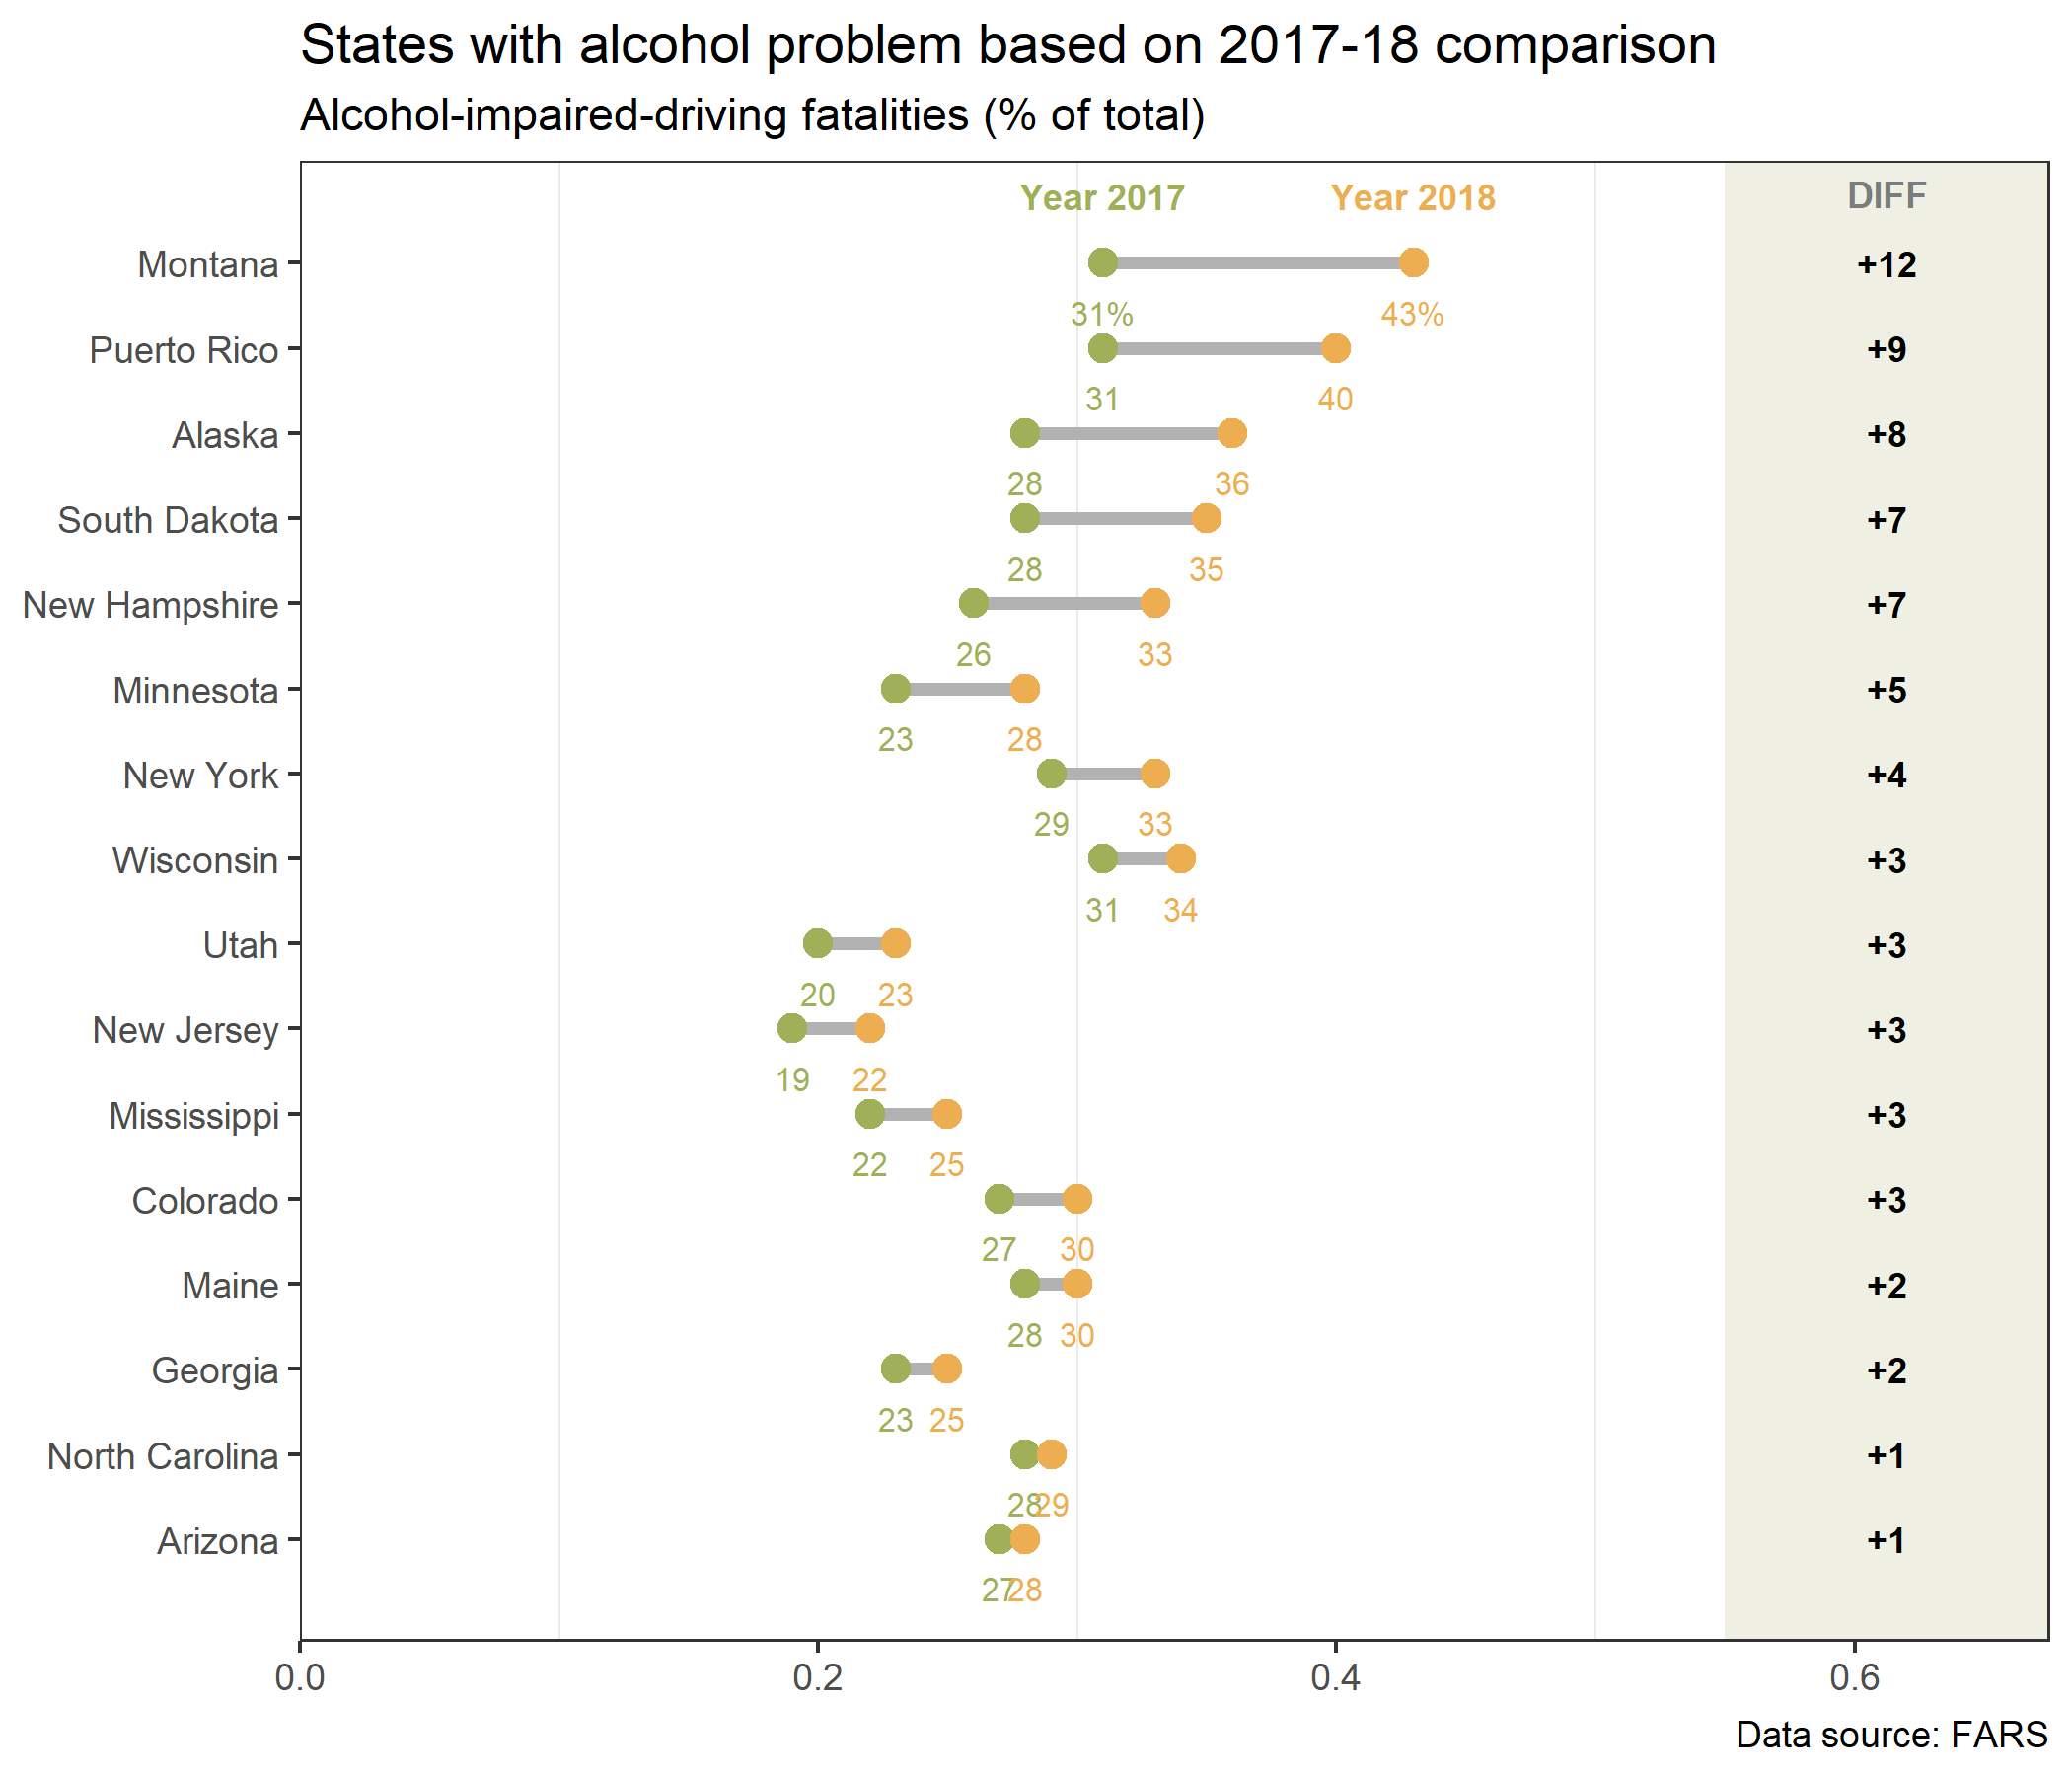 States with alcohol problem based on 2017-18 comparison
Alcohol-impaired-driving fatalities (% of total)
Year 2017 Year 2018 DIFF
Montana +12
31% 43%
Puerto Rico +9
31 40
Alaska +8
28 36
South Dakota +7
28 35
New Hampshire +7
26 33
Minnesota +5
23 28
New York +4
29 33
Wisconsin +3
31 34
Utah +3
20 23
New Jersey +3
19 22
Mississippi +3
22 25
Colorado +3
27 30
Maine +2
28 30
Georgia +2
23 25
North Carolina +1
28 29
Arizona +1
27 28
0.0 0.2 0.4 0.6
Data source: FARS